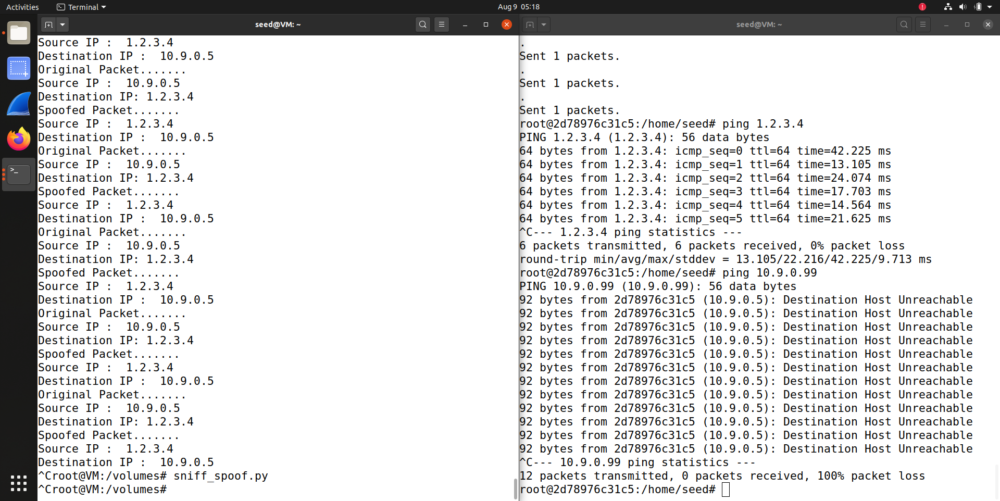 Activities
Terminal
Aug 9 05:18
seed@VM: ~
Source IP :  1.2.3.4
Destination IP :  10.9.0.5
Original Packet.......
Source IP :  10.9.0.5
Destination IP: 1.2.3.4
Spoofed Packet.......
Source IP :  1.2.3.4
Destination IP :  10.9.0.5
Original Packet.......
Source IP :  10.9.0.5
Destination IP: 1.2.3.4
Spoofed Packet.......
Source IP :  1.2.3.4
Destination IP :  10.9.0.5
Original Packet.......
Source IP :  10.9.0.5
Destination IP: 1.2.3.4
Spoofed Packet.......
Source IP :  1.2.3.4
Destination IP :  10.9.0.5
Original Packet.......
Source IP :  10.9.0.5
Destination IP: 1.2.3.4
Spoofed Packet.......
Source IP :  1.2.3.4
Destination IP :  10.9.0.5
Original Packet.......
Source IP :  10.9.0.5
Destination IP: 1.2.3.4
Spoofed Packet.......
Source IP :  1.2.3.4
Destination IP :  10.9.0.5
^Croot@VM:/volumes# sniff_spoof.py
^Croot@VM:/volumes#
seed@VM: ~
.
Sent 1 packets.
.
Sent 1 packets.
.
Sent 1 packets.
root@2d78976c31c5:/home/seed# ping 1.2.3.4
PING 1.2.3.4 (1.2.3.4): 56 data bytes
64 bytes from 1.2.3.4: icmp_seq=0 ttl=64 time=42.225 ms
64 bytes from 1.2.3.4: icmp_seq=1 ttl=64 time=13.105 ms
64 bytes from 1.2.3.4: icmp_seq=2 ttl=64 time=24.074 ms
64 bytes from 1.2.3.4: icmp_seq=3 ttl=64 time=17.703 ms
64 bytes from 1.2.3.4: icmp_seq=4 ttl=64 time=14.564 ms
64 bytes from 1.2.3.4: icmp_seq=5 ttl=64 time=21.625 ms
^C--- 1.2.3.4 ping statistics ---
6 packets transmitted, 6 packets received, 0% packet loss
round-trip min/avg/max/stddev = 13.105/22.216/42.225/9.713 ms
root@2d78976c31c5:/home/seed# ping 10.9.0.99
PING 10.9.0.99 (10.9.0.99): 56 data bytes
92 bytes from 2d78976c31c5 (10.9.0.5): Destination Host Unreachable
92 bytes from 2d78976c31c5 (10.9.0.5): Destination Host Unreachable
92 bytes from 2d78976c31c5 (10.9.0.5): Destination Host Unreachable
92 bytes from 2d78976c31c5 (10.9.0.5): Destination Host Unreachable
92 bytes from 2d78976c31c5 (10.9.0.5): Destination Host Unreachable
92 bytes from 2d78976c31c5 (10.9.0.5): Destination Host Unreachable
92 bytes from 2d78976c31c5 (10.9.0.5): Destination Host Unreachable
92 bytes from 2d78976c31c5 (10.9.0.5): Destination Host Unreachable
92 bytes from 2d78976c31c5 (10.9.0.5): Destination Host Unreachable
92 bytes from 2d78976c31c5 (10.9.0.5): Destination Host Unreachable
92 bytes from 2d78976c31c5 (10.9.0.5): Destination Host Unreachable
92 bytes from 2d78976c31c5 (10.9.0.5): Destination Host Unreachable
^C--- 10.9.0.99 ping statistics ---
12 packets transmitted, 0 packets received, 100% packet loss
root@2d78976c31c5:/home/seed#